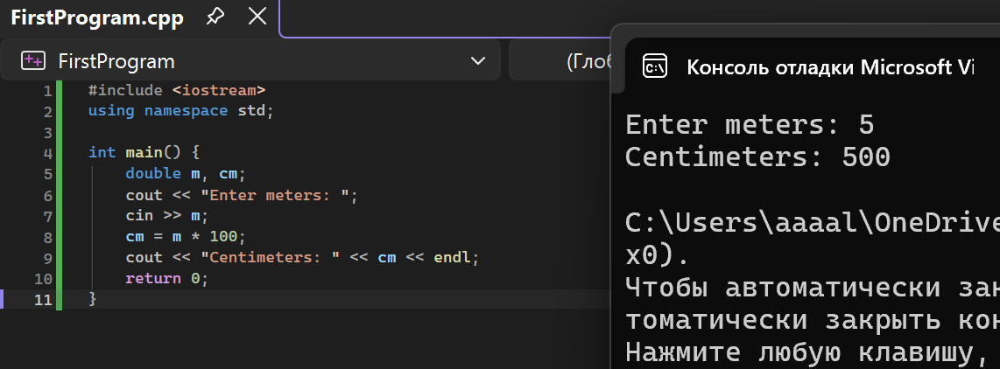 FirstProgram.cpp
FirstProgram
(Глоб
1 #include <iostream>
2 using namespace std;
3
4 int main() {
5 double m, cm;
6 cout << "Enter meters: ";
7 cin >> m;
8 cm = m * 100;
9 cout << "Centimeters: " << cm << endl;
10 return 0;
11 }
Консоль отладки Microsoft Vi
Enter meters: 5
Centimeters: 500
C:\Users\aaaal\OneDrive
x0).
Чтобы автоматически зак
томатически закрыть кон
Нажмите любую клавишу,